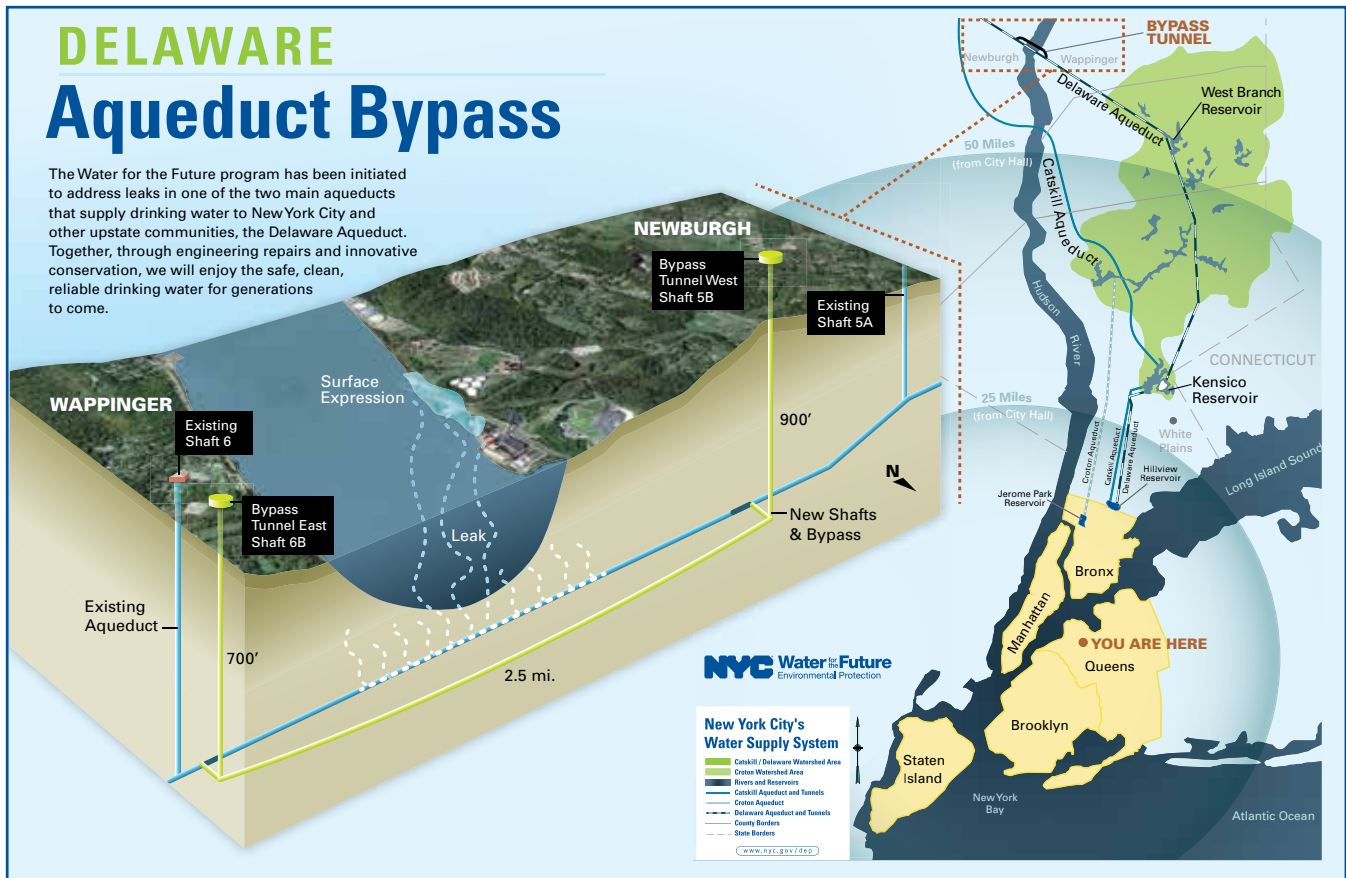 DELAWARE
Aqueduct Bypass
The Water for the Future program has been initiated
to address leaks in one of the two main aqueducts
that supply drinking water to New York City and
other upstate communities, the Delaware Aqueduct.
Together, through engineering repairs and innovative
conservation, we will enjoy the safe, clean,
reliable drinking water for generations
to come.
NEWBURGH
Bypass
Tunnel West
Shaft 5B
Existing
Shaft 5A
Surface
Expression
WAPPINGER
Existing
Shaft 6
Bypass
Tunnel East
Shaft 6B
Leak
900'
N
New Shafts
& Bypass
Existing
Aqueduct
700'
2.5 mi.
BYPASS
TUNNEL
Newburgh
Wappinger
Delaware Aqueduct
West Branch
Reservoir
50 Miles
(from City Hall)
Catskill Aqueduct
Hudson
River
CONNECTICUT
Kensico
Reservoir
25 Miles
(from City Hall)
White
Plains
Croton Aqueduct
Catskill Aqueduct
Delaware Aqueduct
Hillview
Reservoir
Jerome Park
Reservoir
Long Island Sound
Bronx
Manhattan
YOU ARE HERE
Queens
Brooklyn
Staten
Island
New York
Bay
Atlantic Ocean
NYC Water for the Future
Environmental Protection
New York City's
Water Supply System
Catskill / Delaware Watershed Area
Croton Watershed Area
Rivers and Reservoirs
Catskill Aqueduct and Tunnels
Croton Aqueduct
Delaware Aqueduct and Tunnels
County Borders
State Borders
www.nyc.gov/dep